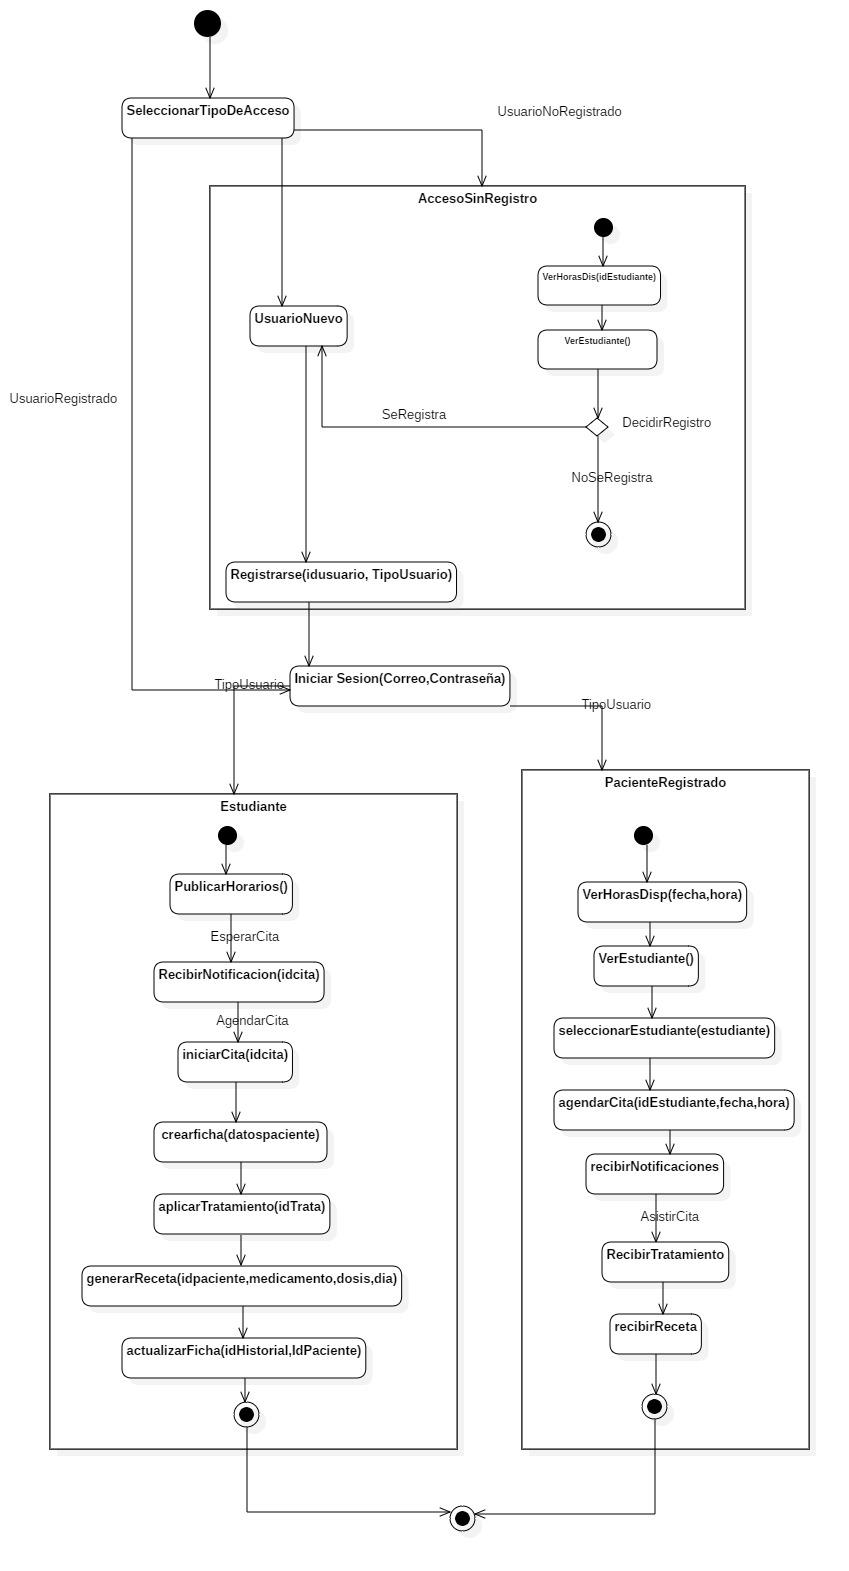 SeleccionarTipoDeAcceso
UsuarioNoRegistrado
AccesoSinRegistro
VerHorasDis(idEstudiante)
UsuarioNuevo
VerEstudiante()
UsuarioRegistrado
SeRegistra
DecidirRegistro
NoSeRegistra
Registrarse(idusuario, TipoUsuario)
TipoUsuario
Iniciar Sesion(Correo,Contraseña)
TipoUsuario
Estudiante
PublicarHorarios()
EsperarCita
RecibirNotificacion(idcita)
AgendarCita
iniciarCita(idcita)
crearficha(datospaciente)
aplicarTratamiento(idTrata)
generarReceta(idpaciente,medicamento,dosis,dia)
actualizarFicha(idHistorial,IdPaciente)
PacienteRegistrado
VerHorasDisp(fecha,hora)
VerEstudiante()
seleccionarEstudiante(estudiante)
agendarCita(idEstudiante,fecha,hora)
recibirNotificaciones
AsistirCita
RecibirTratamiento
recibirReceta